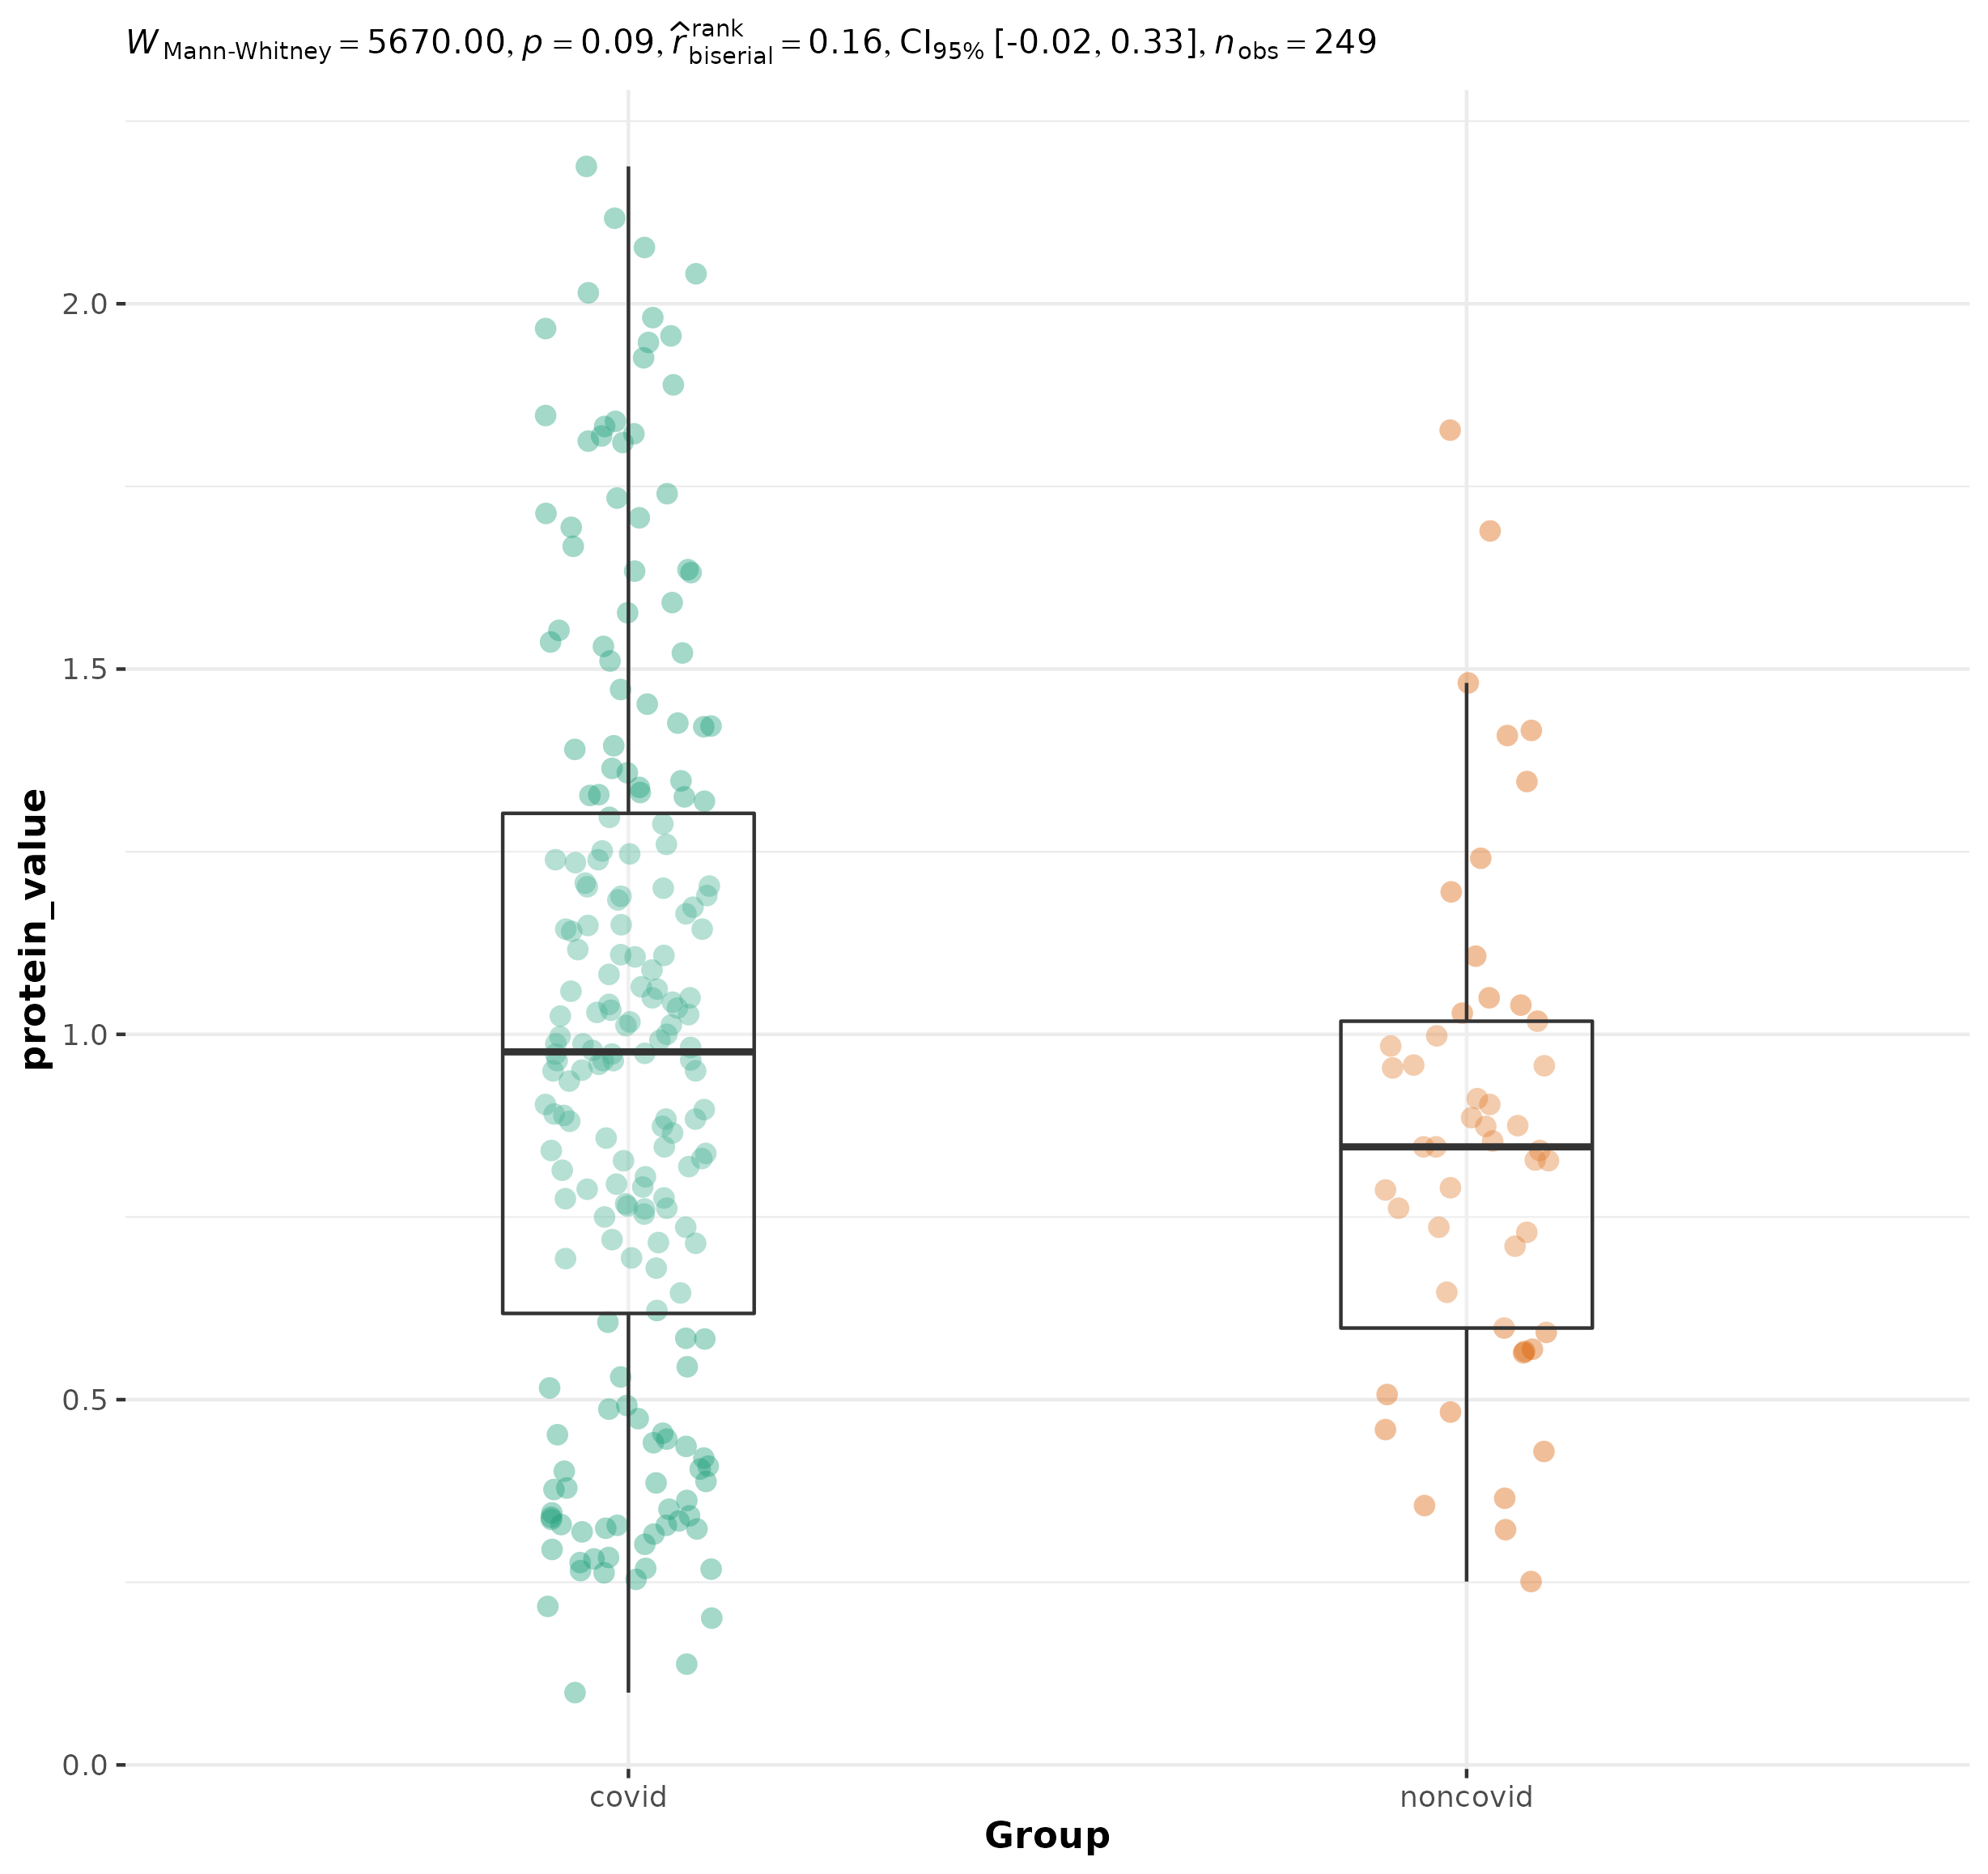 W Mann-Whitney = 5670.00, p = 0.09, r̂ rank biserial = 0.16, CI95% [-0.02, 0.33], nobs = 249
protein_value
2.0
1.5
1.0
0.5
0.0
covid noncovid
Group